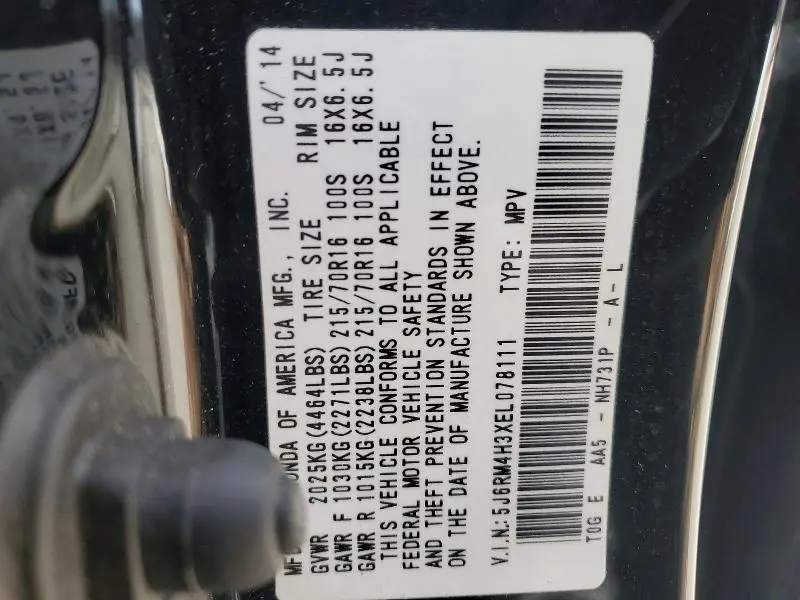 MFD HONDA OF AMERICA MFG., INC. 04/'14
GVWR 2025KG(4464LBS) TIRE SIZE RIM SIZE
GAWR F 1030KG(2271LBS)215/70R16 100S 16X6.5J
GAWR R 1015KG(2238LBS)215/70R16 100S 16X6.5J
THIS VEHICLE CONFORMS TO ALL APPLICABLE
FEDERAL MOTOR VEHICLE SAFETY
AND THEFT PREVENTION STANDARDS IN EFFECT
ON THE DATE OF MANUFACTURE SHOWN ABOVE.
V.I.N.:5J6RM4H3XEL078111 TYPE: MPV
T0G E AA5 - NH731P - A - L